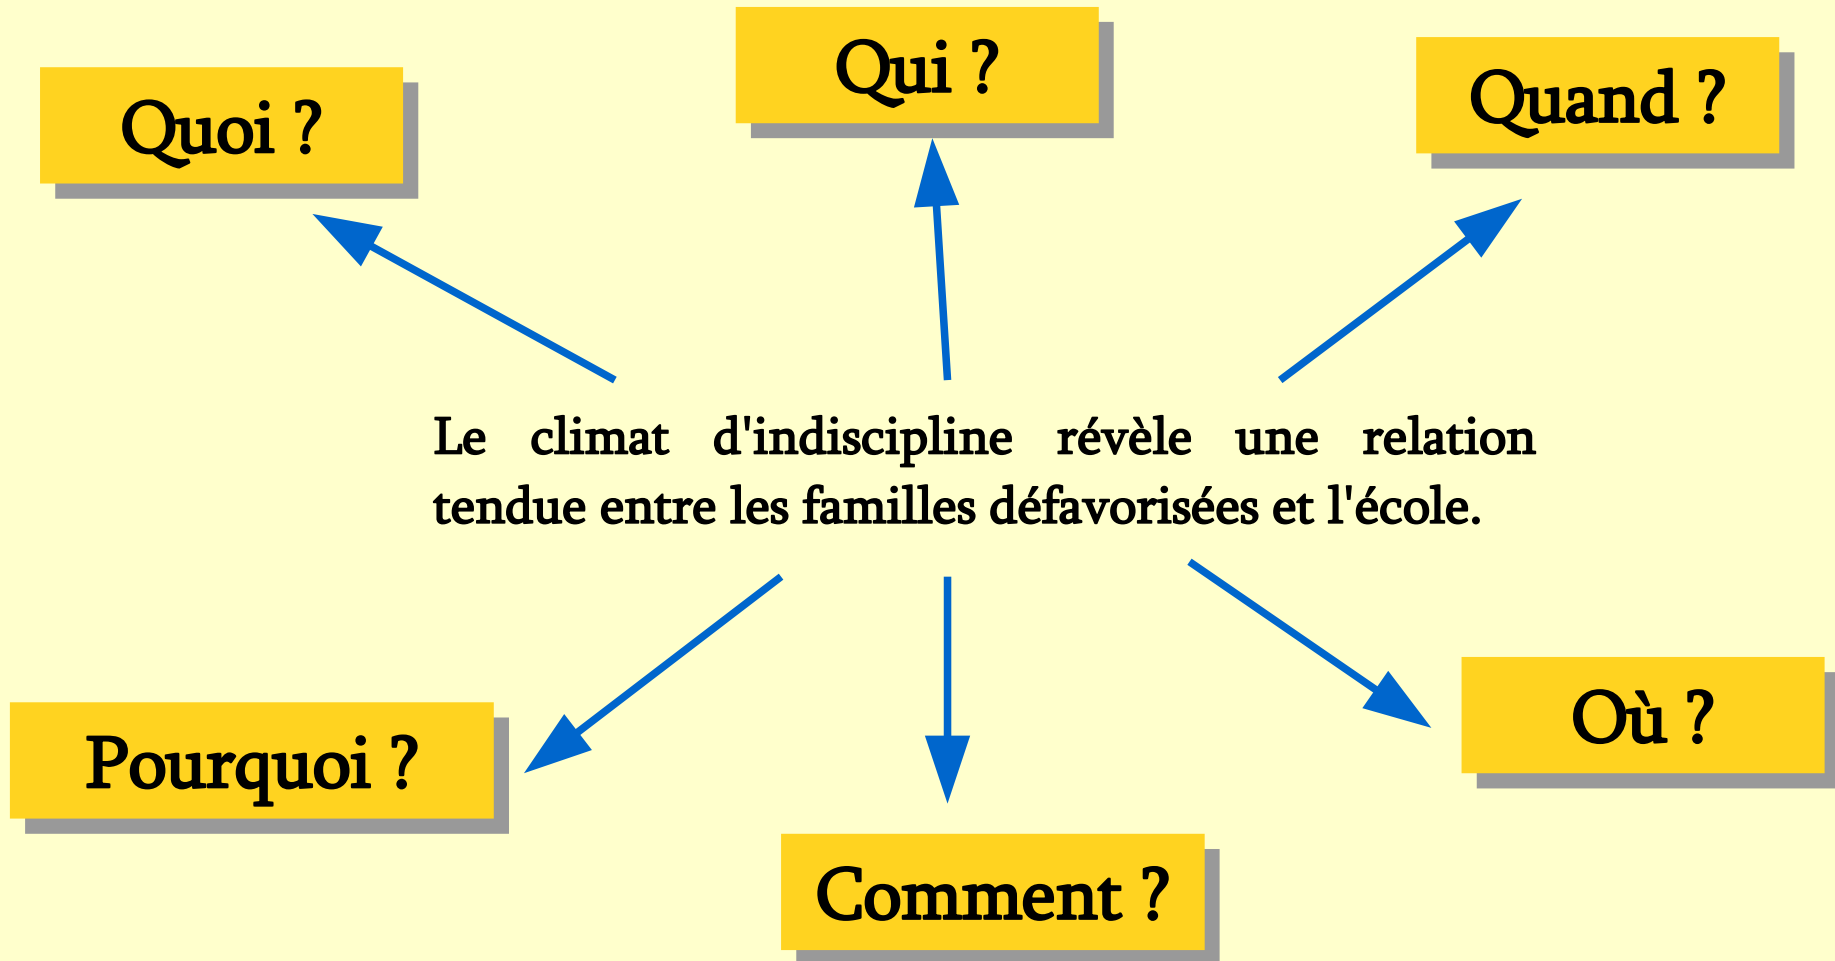 Quoi ?
Qui ?
Quand ?
Le climat d'indiscipline révèle une relation
tendue entre les familles défavorisées et l'école.
Pourquoi ?
Comment ?
Où ?